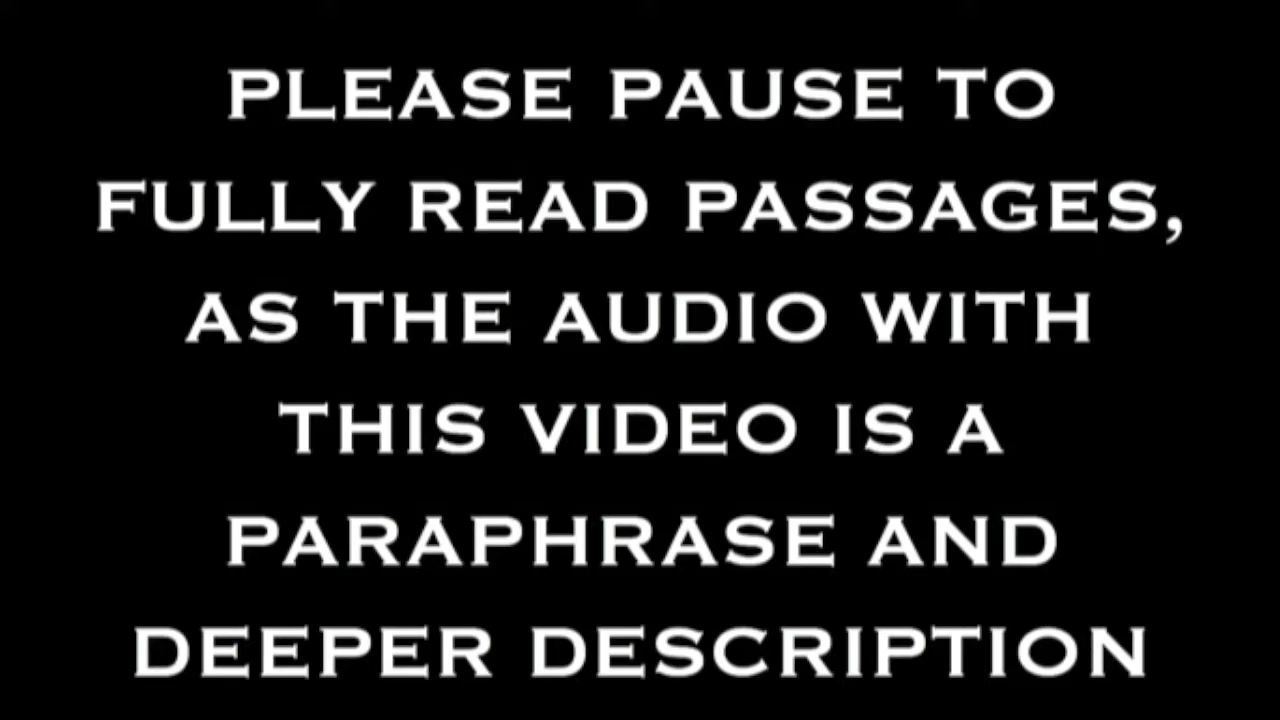 PLEASE PAUSE TO
FULLY READ PASSAGES,
AS THE AUDIO WITH
THIS VIDEO IS A
PARAPHRASE AND
DEEPER DESCRIPTION